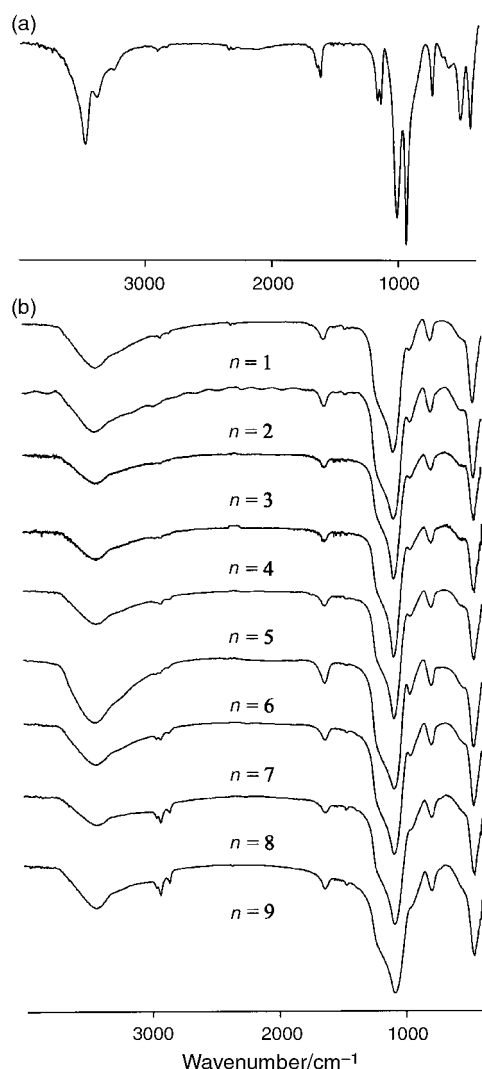 (a)
3000 2000 1000
(b)
n = 1
n = 2
n = 3
n = 4
n = 5
n = 6
n = 7
n = 8
n = 9
3000 2000 1000
Wavenumber/cm⁻¹